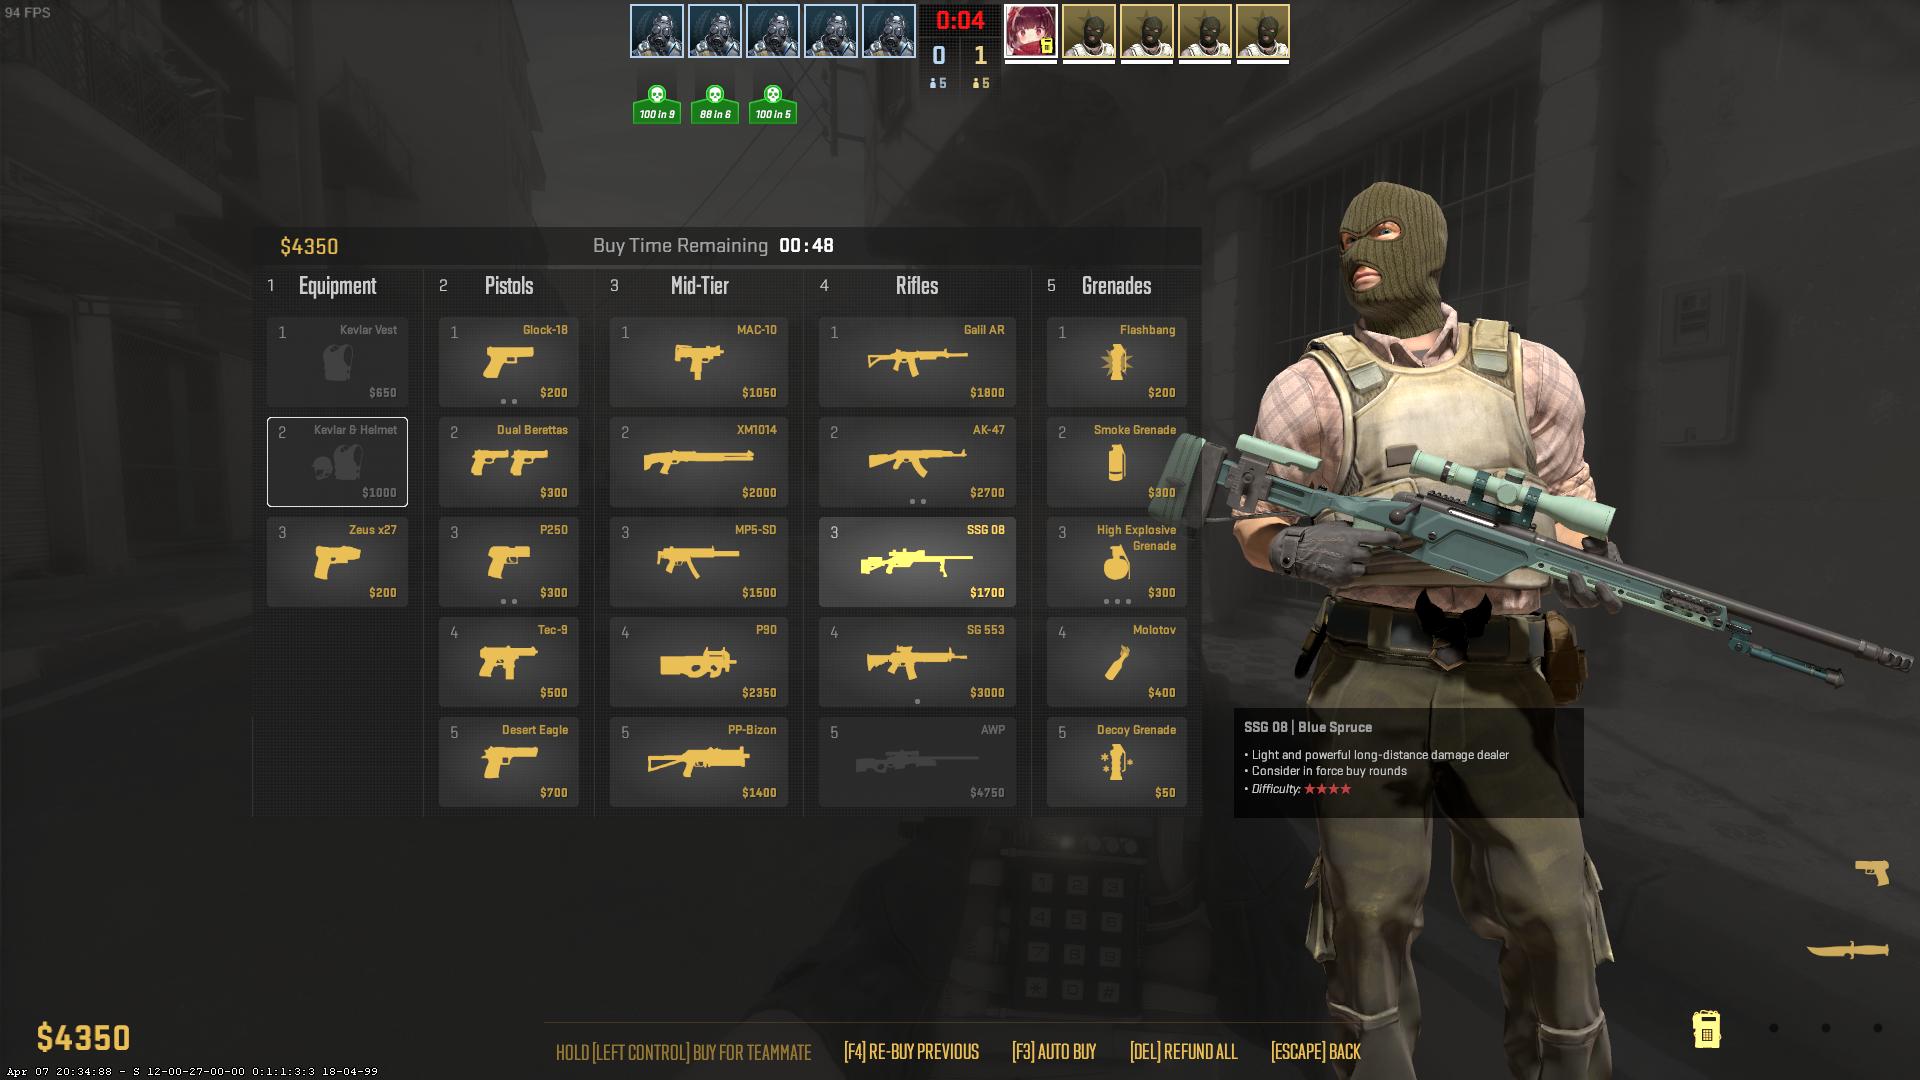 94 FPS
0:04
0 1
5 5
100 in 9 88 in 6 100 in 5
$4350 Buy Time Remaining 00:48
1 Equipment
1 Kevlar Vest
$650
2 Kevlar & Helmet
$1000
3 Zeus x27
$200
2 Pistols
1 Glock-18
$200
2 Dual Berettas
$300
3 P250
$300
4 Tec-9
$500
5 Desert Eagle
$700
3 Mid-Tier
1 MAC-10
$1050
2 XM1014
$2000
3 MP5-SD
$1500
4 P90
$2350
5 PP-Bizon
$1400
4 Rifles
1 Galil AR
$1800
2 AK-47
$2700
3 SSG 08
$1700
4 SG 553
$3000
5 AWP
$4750
5 Grenades
1 Flashbang
$200
2 Smoke Grenade
$300
3 High Explosive
Grenade
$300
4 Molotov
$400
5 Decoy Grenade
$50
SSG 08 | Blue Spruce
• Light and powerful long-distance damage dealer
• Consider in force buy rounds
• Difficulty: ★★★★
$4350
HOLD [LEFT CONTROL] BUY FOR TEAMMATE [F4] RE-BUY PREVIOUS [F3] AUTO BUY [DEL] REFUND ALL [ESCAPE] BACK
Apr 07 20:34:88 - S 12-00-27-00-00 0:1:1:3:3 18-04-99